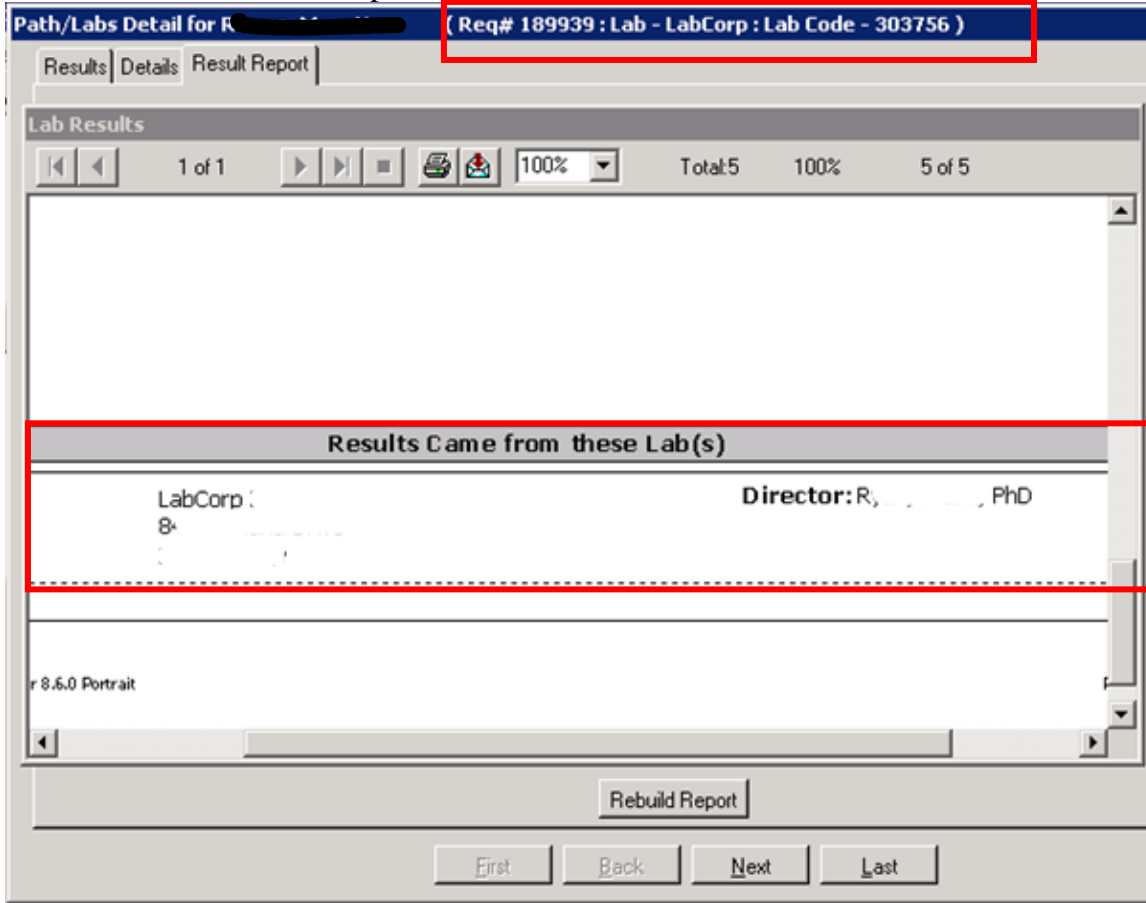 Path/Labs Detail for R ( Req# 189939 : Lab - LabCorp : Lab Code - 303756 )
Results Details Result Report
Lab Results
1 of 1 100% Total:5 100% 5 of 5
Results Came from these Lab(s)
LabCorp Director: R, PhD
8
r 8.6.0 Portrait
Rebuild Report
First Back Next Last